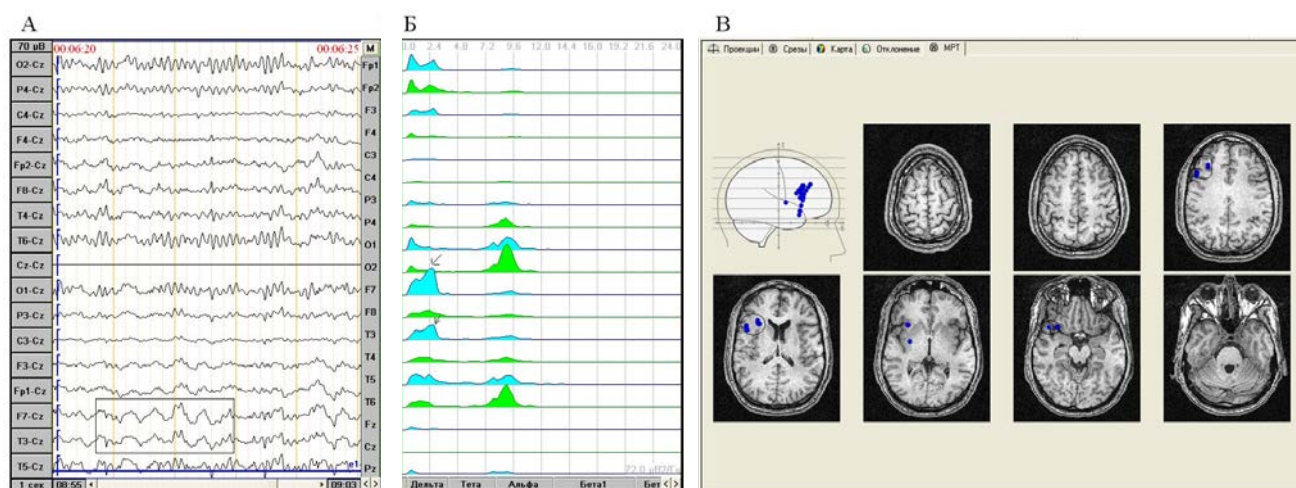 А
Б
В
70 µВ
00:06:20
00:06:25
M
O2-Cz
P4-Cz
C4-Cz
F4-Cz
Fp2-Cz
F8-Cz
T4-Cz
T6-Cz
Cz-Cz
O1-Cz
P3-Cz
C3-Cz
F3-Cz
Fp1-Cz
F7-Cz
T3-Cz
T5-Cz
1 сек
08:55
09:03
Fp1
Fp2
F3
F4
C3
C4
P3
P4
O1
O2
F7
F8
T3
T4
T5
T6
Fz
Cz
Pz
0.0 2.4 4.8 7.2 9.6 12.0 14.4 16.8 19.2 21.6 24.0
Дельта Тета Альфа Бета1 Бет
Проекции Срезы Карта Отклонение МРТ